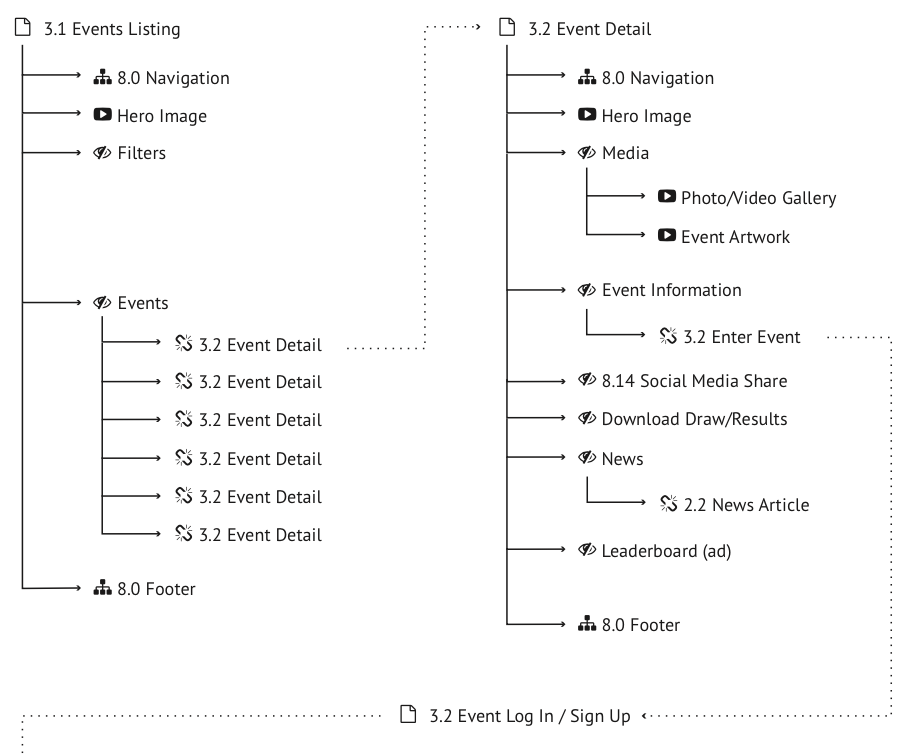 3.1 Events Listing
8.0 Navigation
Hero Image
Filters
Events
3.2 Event Detail
3.2 Event Detail
3.2 Event Detail
3.2 Event Detail
3.2 Event Detail
3.2 Event Detail
8.0 Footer
3.2 Event Detail
8.0 Navigation
Hero Image
Media
Photo/Video Gallery
Event Artwork
Event Information
3.2 Enter Event
8.14 Social Media Share
Download Draw/Results
News
2.2 News Article
Leaderboard (ad)
8.0 Footer
3.2 Event Log In / Sign Up